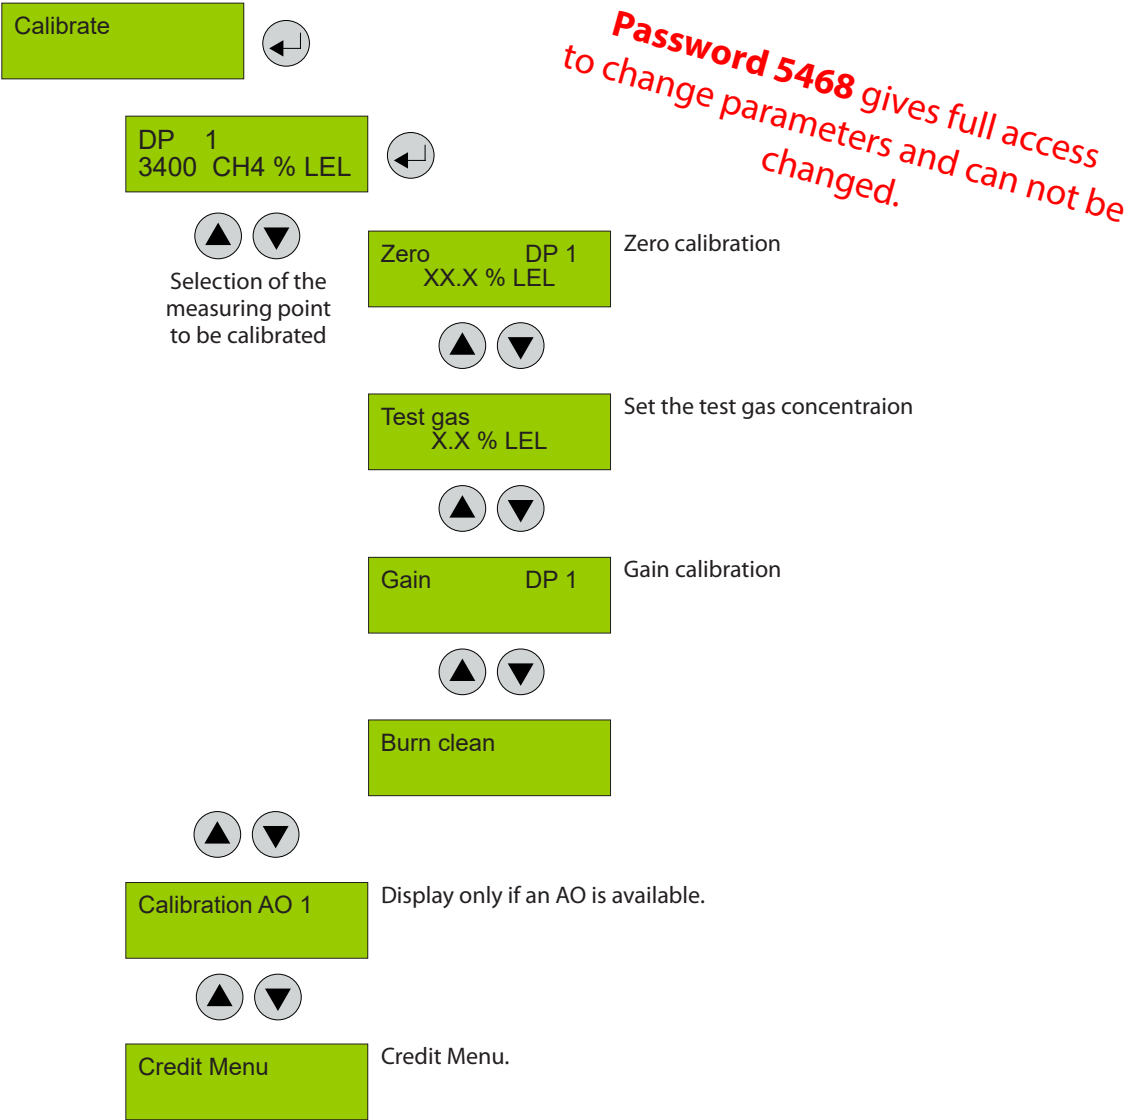 Calibrate
Password 5468 gives full access
to change parameters and can not be
changed.
DP 1
3400 CH4 % LEL
Selection of the
measuring point
to be calibrated
Zero DP 1
XX.X % LEL
Zero calibration
Test gas
X.X % LEL
Set the test gas concentraion
Gain DP 1
Gain calibration
Burn clean
Calibration AO 1
Display only if an AO is available.
Credit Menu
Credit Menu.